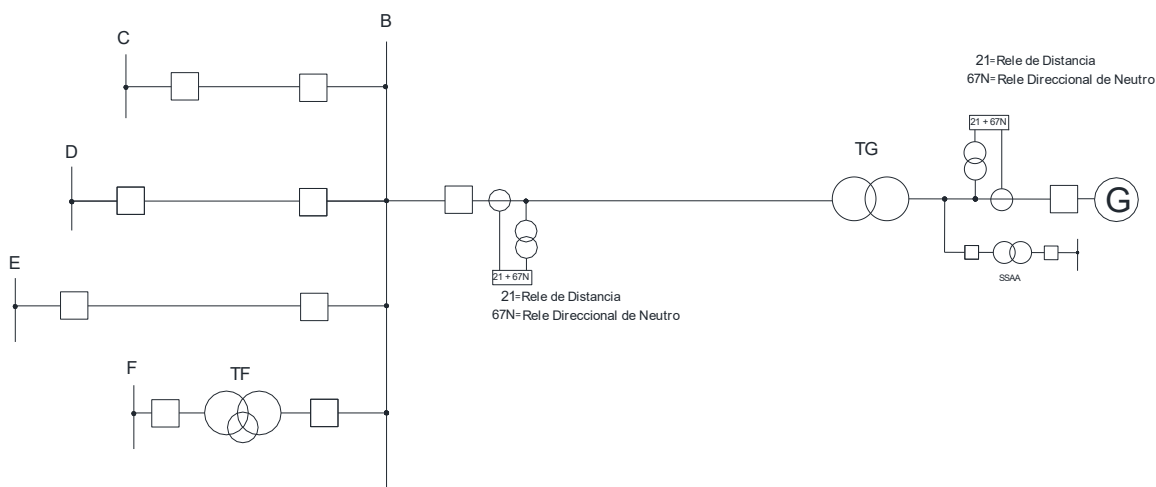 B
C
21=Rele de Distancia
67N=Rele Direccional de Neutro
21 + 67N
D
TG
G
E
SSAA
21 + 67N
21=Rele de Distancia
67N=Rele Direccional de Neutro
F
TF